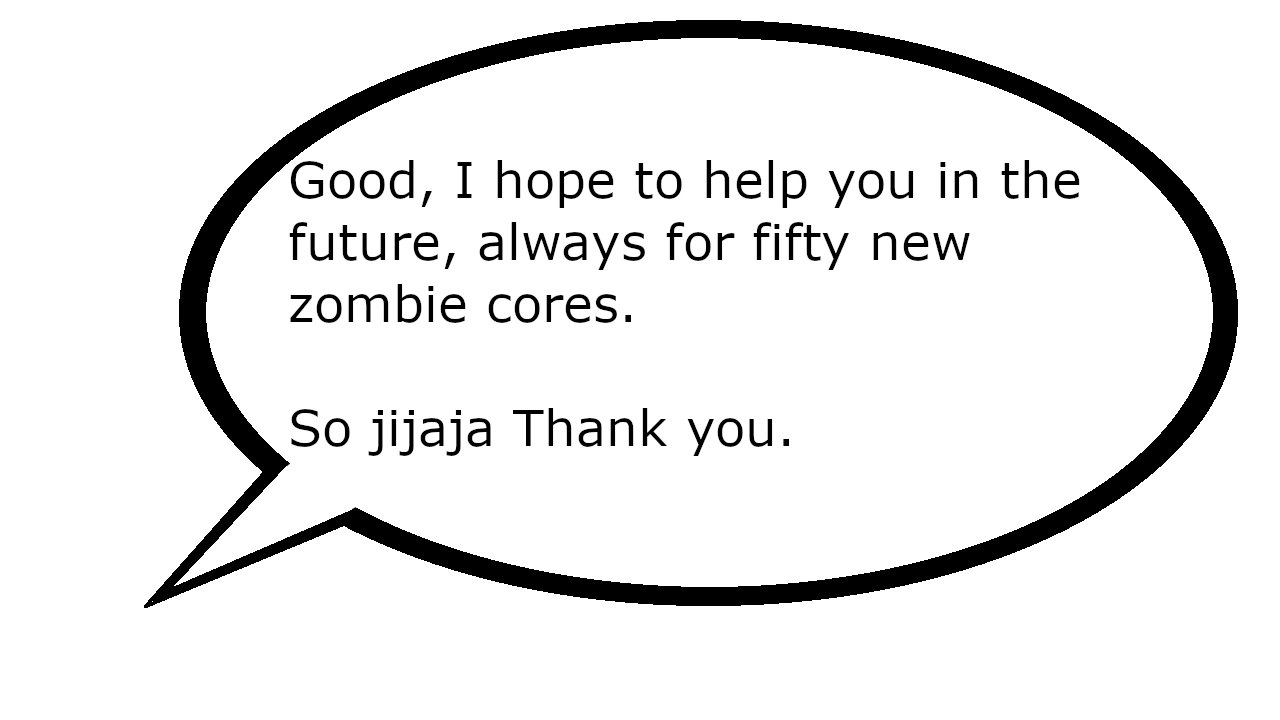 Good, I hope to help you in the
future, always for fifty new
zombie cores.
So jijaja Thank you.